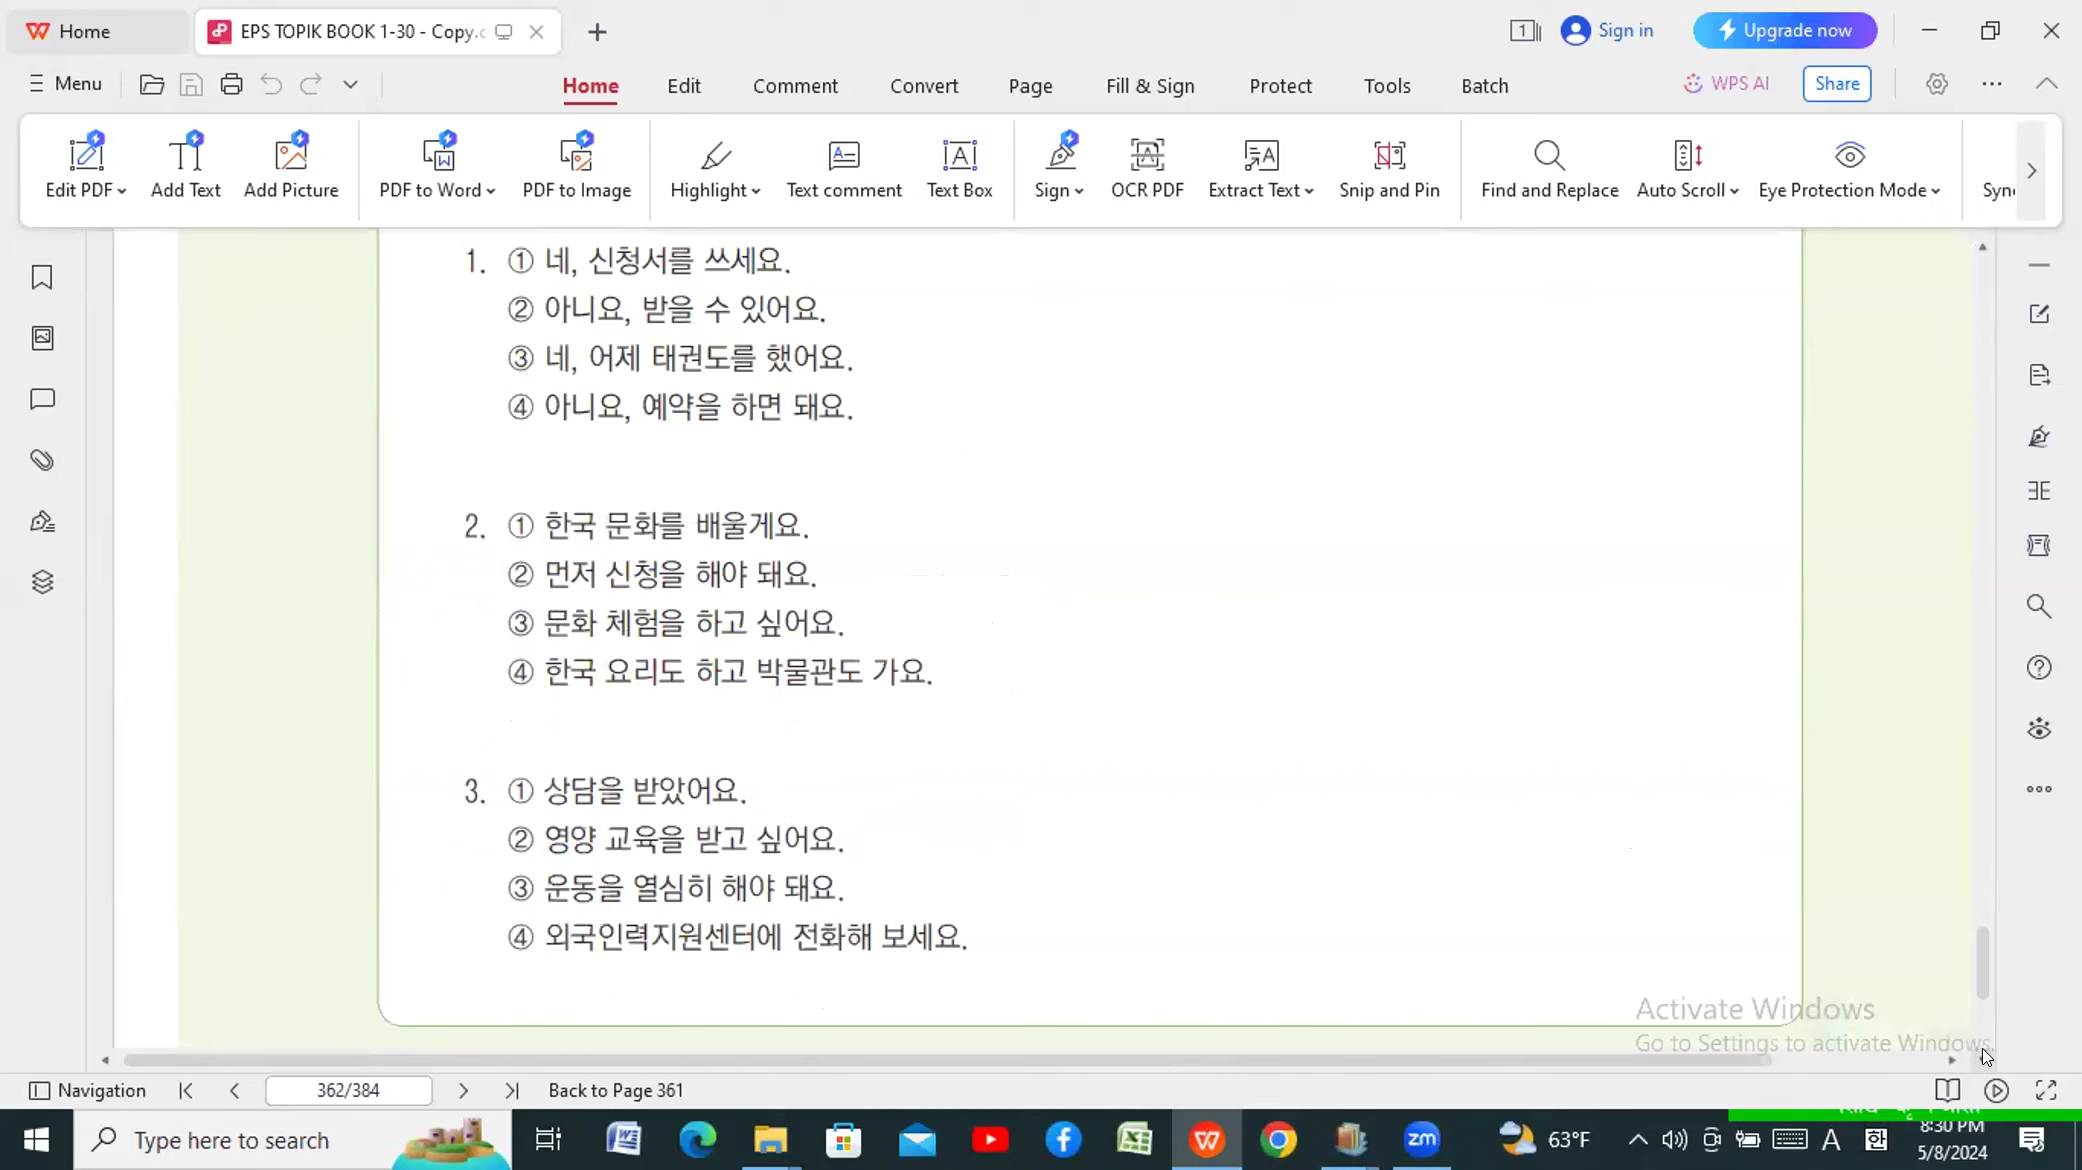 Home
EPS TOPIK BOOK 1-30 - Copy.c
Sign in
Upgrade now
Menu
Home Edit Comment Convert Page Fill & Sign Protect Tools Batch
WPS AI
Share
Edit PDF Add Text Add Picture PDF to Word PDF to Image Highlight Text comment Text Box Sign OCR PDF Extract Text Snip and Pin Find and Replace Auto Scroll Eye Protection Mode
1. ① 네, 신청서를 쓰세요.
② 아니요, 받을 수 있어요.
③ 네, 어제 태권도를 했어요.
④ 아니요, 예약을 하면 돼요.
2. ① 한국 문화를 배울게요.
② 먼저 신청을 해야 돼요.
③ 문화 체험을 하고 싶어요.
④ 한국 요리도 하고 박물관도 가요.
3. ① 상담을 받았어요.
② 영양 교육을 받고 싶어요.
③ 운동을 열심히 해야 돼요.
④ 외국인력지원센터에 전화해 보세요.
Activate Windows
Go to Settings to activate Windows.
Navigation
362/384
Back to Page 361
Type here to search
63°F
8:30 PM
5/8/2024